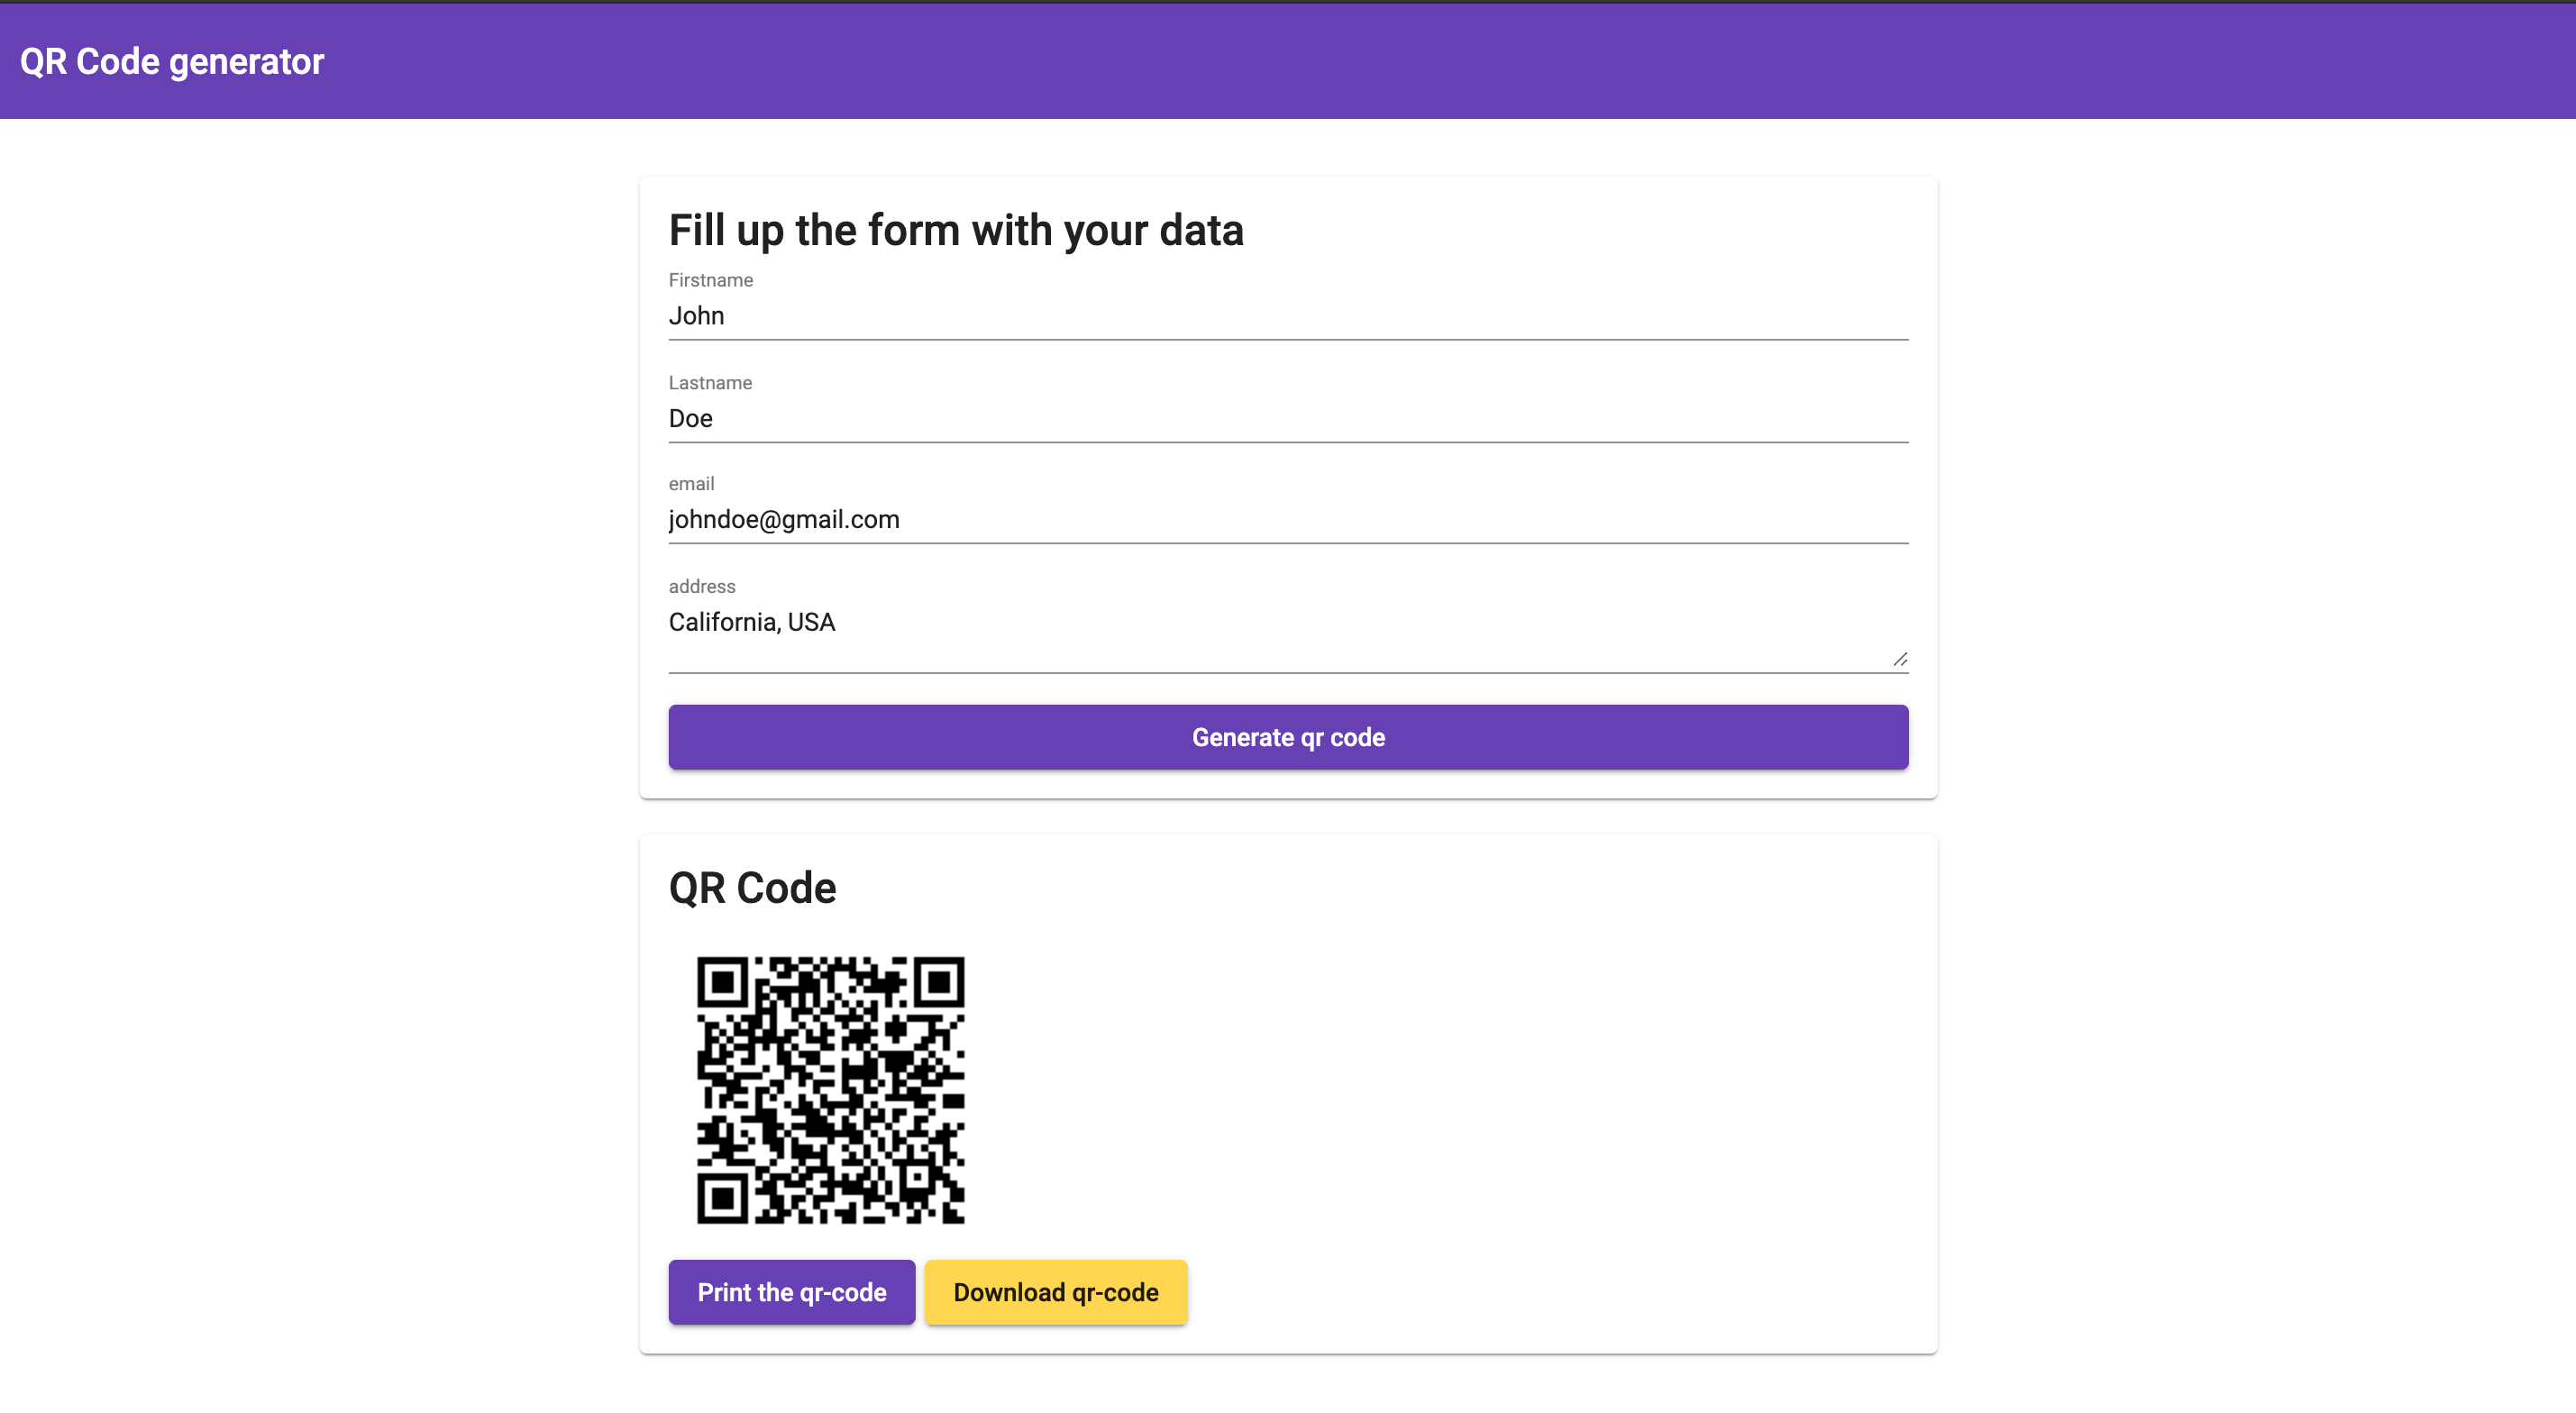 QR Code generator
Fill up the form with your data
Firstname
John
Lastname
Doe
email
johndoe@gmail.com
address
California, USA
Generate qr code
QR Code
Print the qr-code
Download qr-code